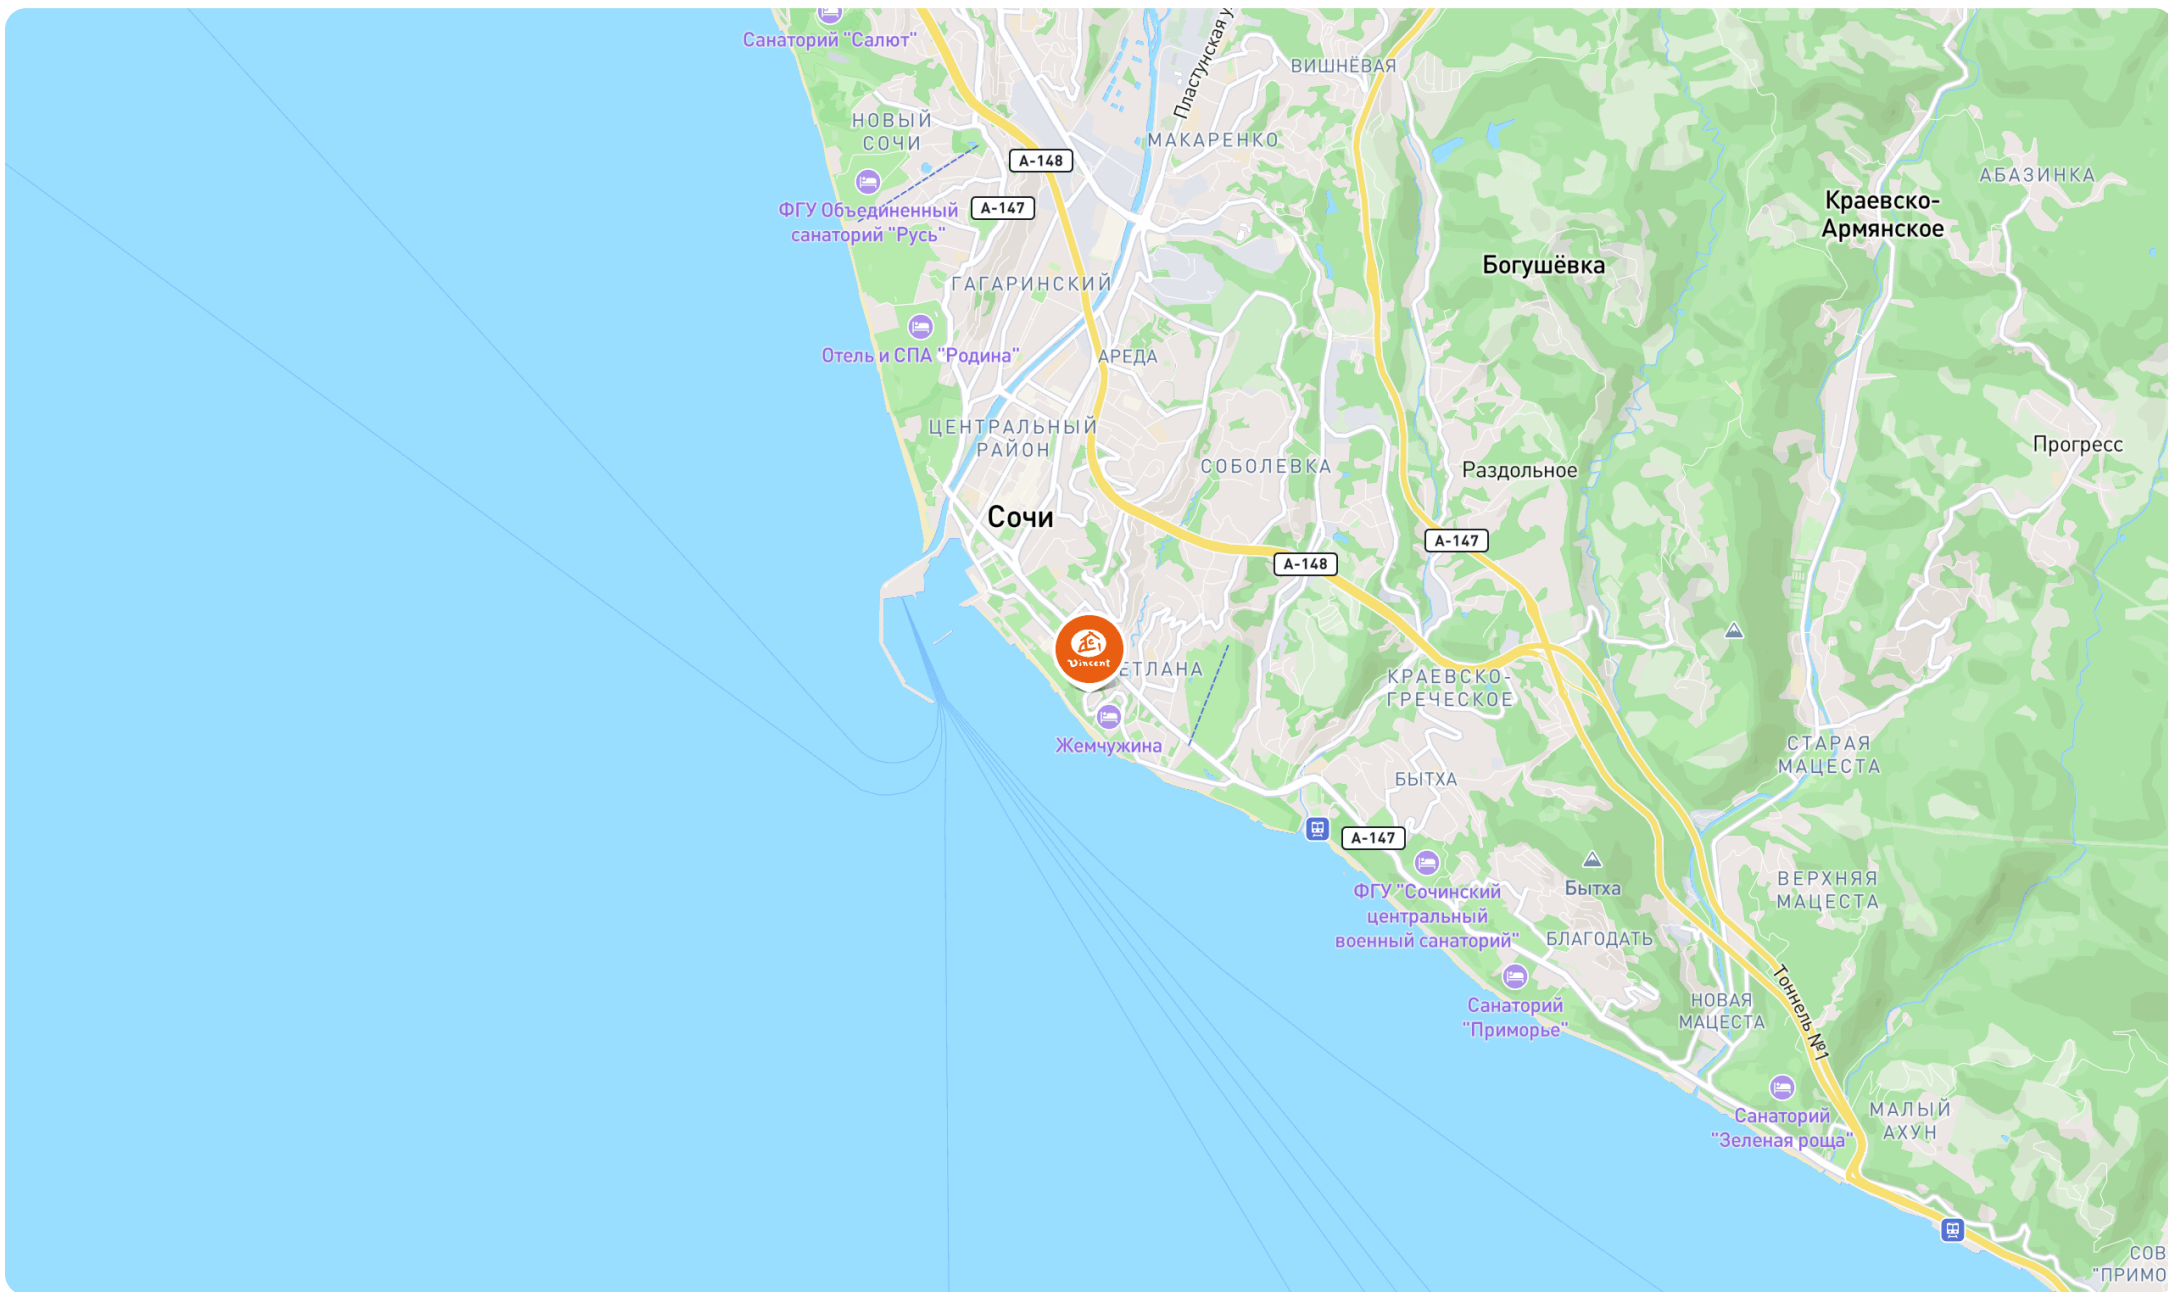 Санаторий "Салют"
Пластунская у
ВИШНЁВАЯ
НОВЫЙ
СОЧИ
МАКАРЕНКО
А-148
АБАЗИНКА
А-147
ФГУ Объединенный
санаторий "Русь"
Краевско-
Армянское
Богушёвка
ГАГАРИНСКИЙ
Отель и СПА "Родина"
АРЕДА
ЦЕНТРАЛЬНЫЙ
РАЙОН
Прогресс
СОБОЛЕВКА
Раздольное
Сочи
А-147
А-148
Vincent
ЕТЛАНА
КРАЕВСКО-
ГРЕЧЕСКОЕ
Жемчужина
СТАРАЯ
МАЦЕСТА
БЫТХА
А-147
ФГУ "Сочинский
центральный
военный санаторий"
Бытха
ВЕРХНЯЯ
МАЦЕСТА
БЛАГОДАТЬ
Санаторий
"Приморье"
НОВАЯ
МАЦЕСТА
Тоннель №1
Санаторий
"Зеленая роща"
МАЛЫЙ
АХУН
СОВ
"ПРИМО